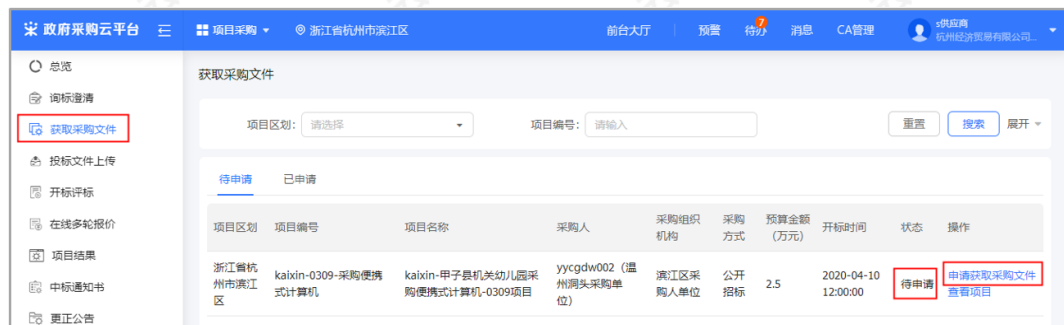 政府采购云平台
项目采购
浙江省杭州市滨江区
前台大厅
预警
待办
7
消息
CA管理
s供应商
杭州经济贸易有限公司...
总览
询标澄清
获取采购文件
投标文件上传
开标评标
在线多轮报价
项目结果
中标通知书
更正公告
获取采购文件
项目区划: 请选择
项目编号: 请输入
重置
搜索
展开
待申请
已申请
项目区划
项目编号
项目名称
采购人
采购组织
机构
采购
方式
预算金额
(万元)
开标时间
状态
操作
浙江省杭
州市滨江
区
kaixin-0309-采购便携
式计算机
kaixin-甲子县机关幼儿园采
购便携式计算机-0309项目
yycgdw002（温
州洞头采购单
位）
滨江区采
购人单位
公开
招标
2.5
2020-04-10
12:00:00
待申请
申请获取采购文件
查看项目